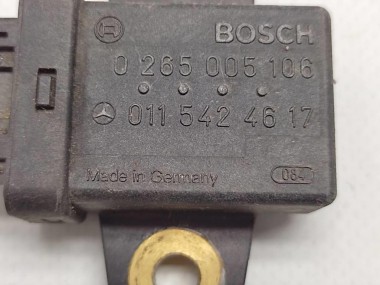 BOSCH
0 265 005 106
011 542 46 17
Made in Germany 084